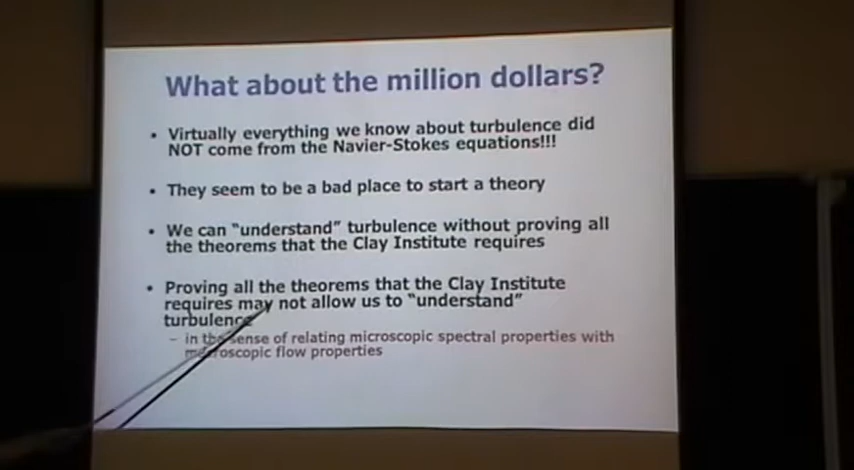 What about the million dollars?
• Virtually everything we know about turbulence did
NOT come from the Navier-Stokes equations!!!
• They seem to be a bad place to start a theory
• We can “understand” turbulence without proving all
the theorems that the Clay Institute requires
• Proving all the theorems that the Clay Institute
requires may not allow us to “understand”
turbulence
– in the sense of relating microscopic spectral properties with
macroscopic flow properties